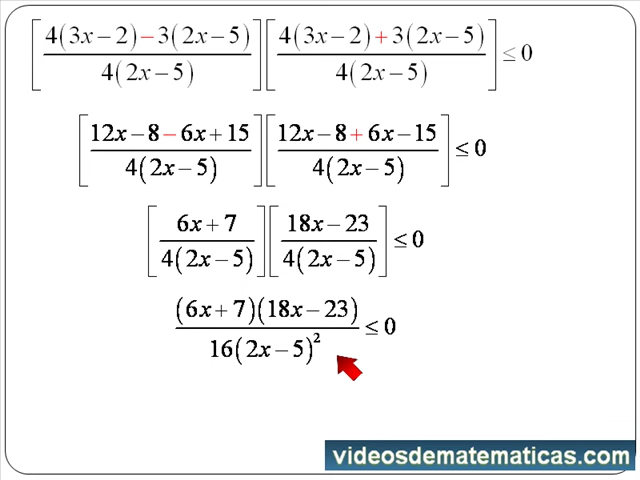 [4(3x−2)−3(2x−5) / 4(2x−5)] [4(3x−2)+3(2x−5) / 4(2x−5)] ≤ 0
[12x−8−6x+15 / 4(2x−5)] [12x−8+6x−15 / 4(2x−5)] ≤ 0
[6x+7 / 4(2x−5)] [18x−23 / 4(2x−5)] ≤ 0
(6x+7)(18x−23) / 16(2x−5)² ≤ 0
videosdematematicas.com